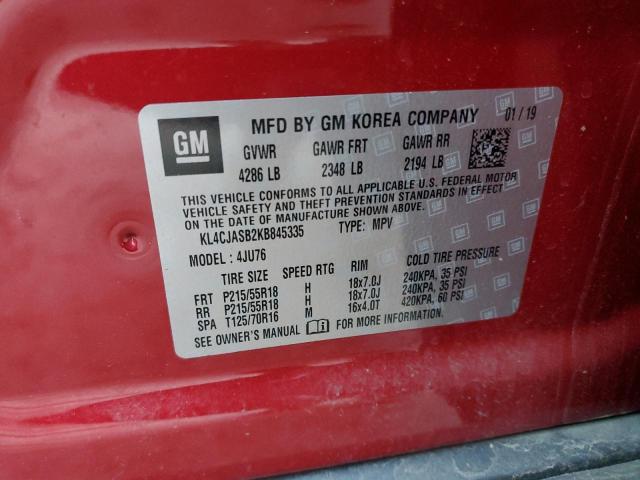 GM
MFD BY GM KOREA COMPANY 01/19
GVWR GAWR FRT GAWR RR
4286 LB 2348 LB 2194 LB
THIS VEHICLE CONFORMS TO ALL APPLICABLE U.S. FEDERAL MOTOR
VEHICLE SAFETY AND THEFT PREVENTION STANDARDS IN EFFECT
ON THE DATE OF MANUFACTURE SHOWN ABOVE.
KL4CJASB2KB845335 TYPE: MPV
MODEL: 4JU76
TIRE SIZE SPEED RTG RIM COLD TIRE PRESSURE
FRT P215/55R18 H 18x7.0J 240KPA, 35 PSI
RR P215/55R18 H 18x7.0J 240KPA, 35 PSI
SPA T125/70R16 M 16x4.0T 420KPA, 60 PSI
SEE OWNER'S MANUAL FOR MORE INFORMATION.